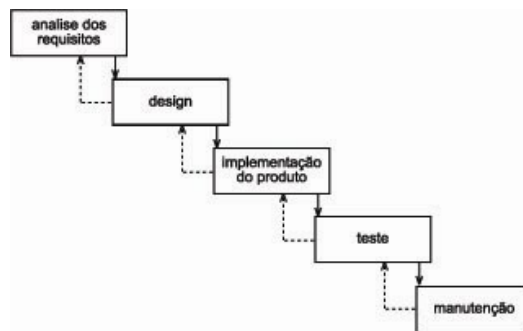 analise dos
requisitos
design
implementação
do produto
teste
manutenção